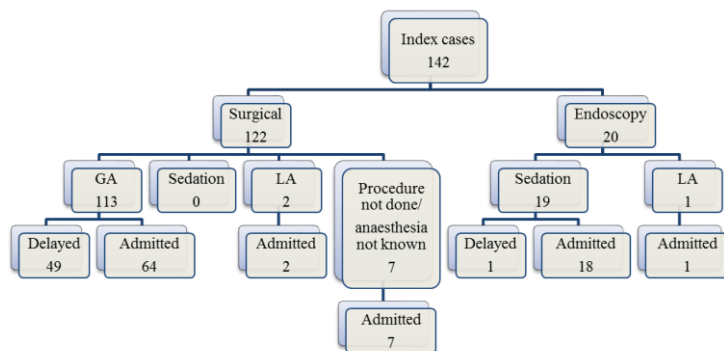 Index cases
142
Surgical
122
Endoscopy
20
GA
113
Sedation
0
LA
2
Procedure
not done/
anaesthesia
not known
7
Sedation
19
LA
1
Delayed
49
Admitted
64
Admitted
2
Admitted
7
Delayed
1
Admitted
18
Admitted
1